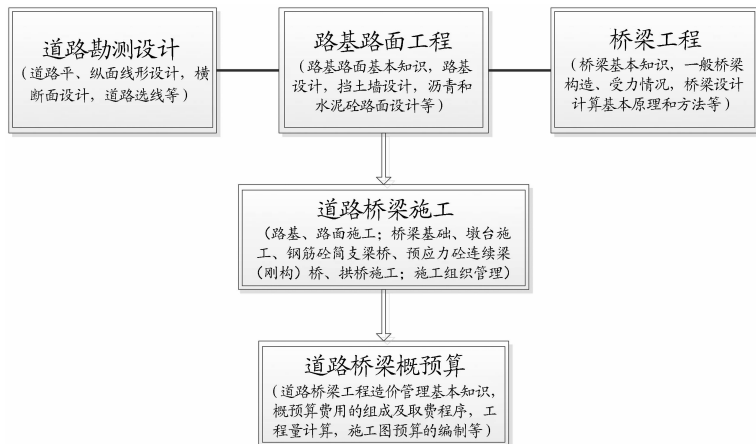 道路勘测设计
（道路平、纵面线形设计，横
断面设计，道路选线等）
路基路面工程
（路基路面基本知识，路基
设计，挡土墙设计，沥青和
水泥砼路面设计等）
桥梁工程
（桥梁基本知识，一般桥梁
构造、受力情况，桥梁设计
计算基本原理和方法等）
道路桥梁施工
（路基、路面施工；桥梁基础、墩台施
工、钢筋砼简支梁桥、预应力砼连续梁
（刚构）桥、拱桥施工；施工组织管理）
道路桥梁概预算
（道路桥梁工程造价管理基本知识，
概预算费用的组成及取费程序，工
程量计算，施工图预算的编制等）